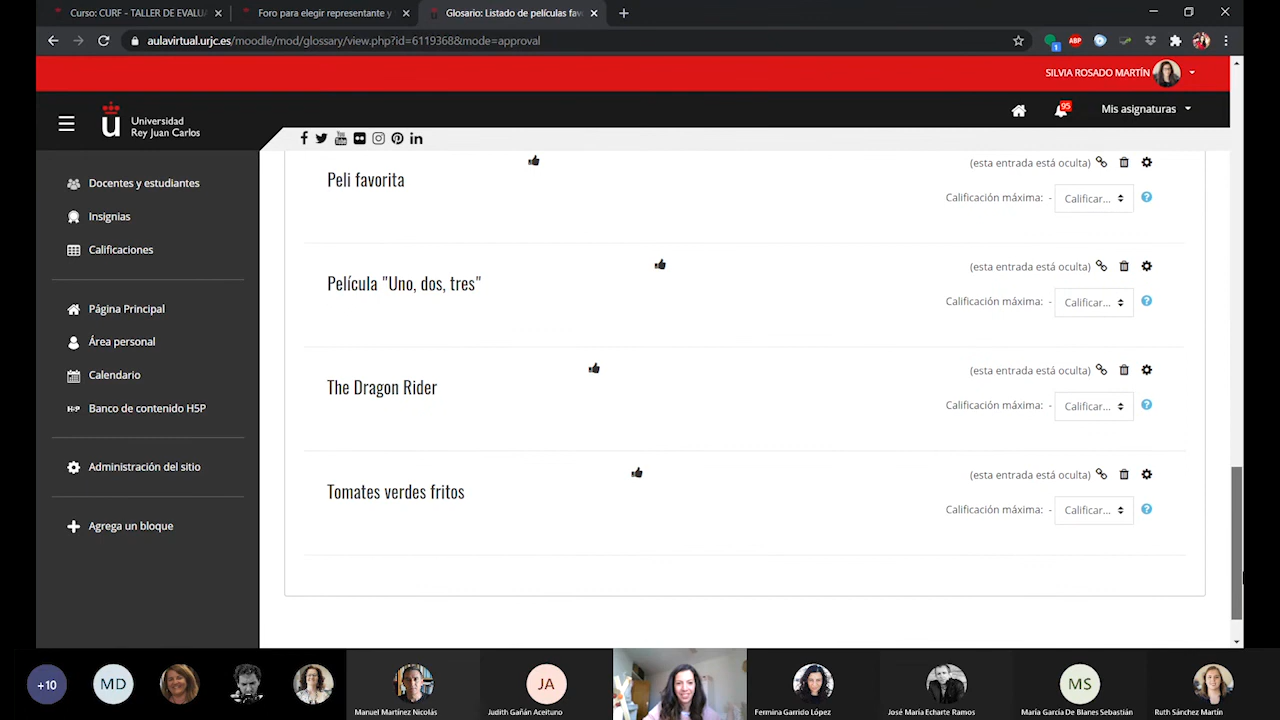 Curso: CURF - TALLER DE EVALUA
Foro para elegir representante y
Glosario: Listado de películas fav
aulavirtual.urjc.es/moodle/mod/glossary/view.php?id=6119368&mode=approval
1
ABP
SILVIA ROSADO MARTÍN
Universidad
Rey Juan Carlos
95
Mis asignaturas
Docentes y estudiantes
Insignias
Calificaciones
Página Principal
Área personal
Calendario
H5P
Banco de contenido H5P
Administración del sitio
Agrega un bloque
(esta entrada está oculta)
Peli favorita
Calificación máxima: -
Calificar...
(esta entrada está oculta)
Película "Uno, dos, tres"
Calificación máxima: -
Calificar...
(esta entrada está oculta)
The Dragon Rider
Calificación máxima: -
Calificar...
(esta entrada está oculta)
Tomates verdes fritos
Calificación máxima: -
Calificar...
+10
MD
JA
MS
Manuel Martínez Nicolás
Judith Gañán Aceituno
Fermina Garrido López
José María Echarte Ramos
María García De Blanes Sebastián
Ruth Sánchez Martín